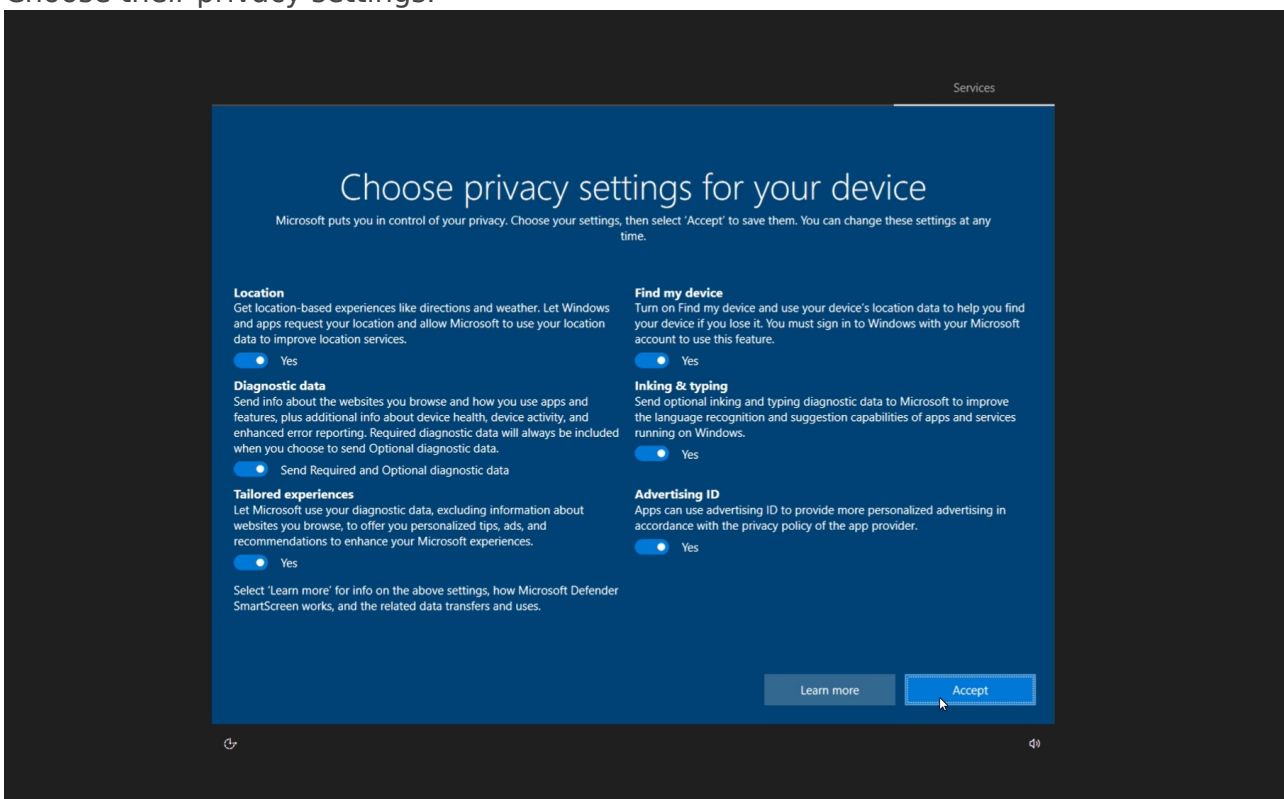 Choose their privacy settings.
Services
Choose privacy settings for your device
Microsoft puts you in control of your privacy. Choose your settings, then select 'Accept' to save them. You can change these settings at any
time.
Location
Get location-based experiences like directions and weather. Let Windows
and apps request your location and allow Microsoft to use your location
data to improve location services.
Yes
Diagnostic data
Send info about the websites you browse and how you use apps and
features, plus additional info about device health, device activity, and
enhanced error reporting. Required diagnostic data will always be included
when you choose to send Optional diagnostic data.
Send Required and Optional diagnostic data
Tailored experiences
Let Microsoft use your diagnostic data, excluding information about
websites you browse, to offer you personalized tips, ads, and
recommendations to enhance your Microsoft experiences.
Yes
Select 'Learn more' for info on the above settings, how Microsoft Defender
SmartScreen works, and the related data transfers and uses.
Find my device
Turn on Find my device and use your device's location data to help you find
your device if you lose it. You must sign in to Windows with your Microsoft
account to use this feature.
Yes
Inking & typing
Send optional inking and typing diagnostic data to Microsoft to improve
the language recognition and suggestion capabilities of apps and services
running on Windows.
Yes
Advertising ID
Apps can use advertising ID to provide more personalized advertising in
accordance with the privacy policy of the app provider.
Yes
Learn more
Accept